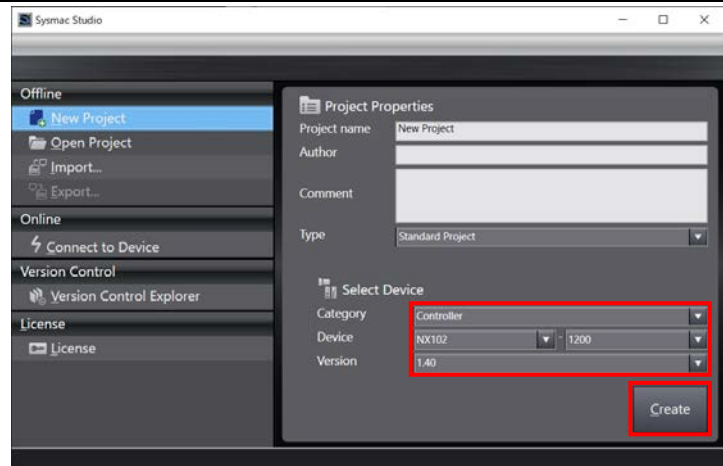 Sysmac Studio
Offline
New Project
Open Project
Import...
Export...
Online
Connect to Device
Version Control
Version Control Explorer
License
License
Project Properties
Project name New Project
Author
Comment
Type Standard Project
Select Device
Category Controller
Device NX102 - 1200
Version 1.40
Create